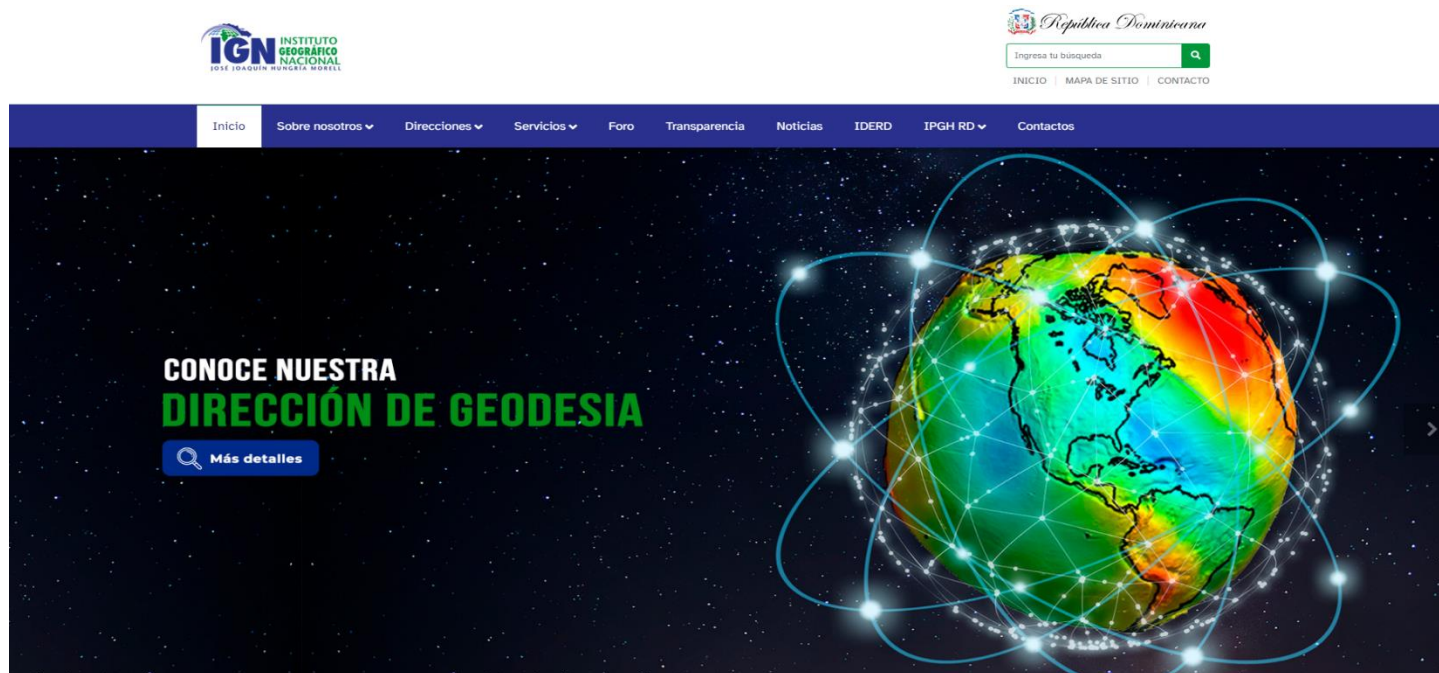 IGN INSTITUTO
GEOGRÁFICO
NACIONAL
JOSÉ JOAQUÍN HUNGRÍA MORELL
República Dominicana
Ingresa tu búsqueda
INICIO | MAPA DE SITIO | CONTACTO
Inicio Sobre nosotros Direcciones Servicios Foro Transparencia Noticias IDERD IPGH RD Contactos
CONOCE NUESTRA
DIRECCIÓN DE GEODESIA
Más detalles